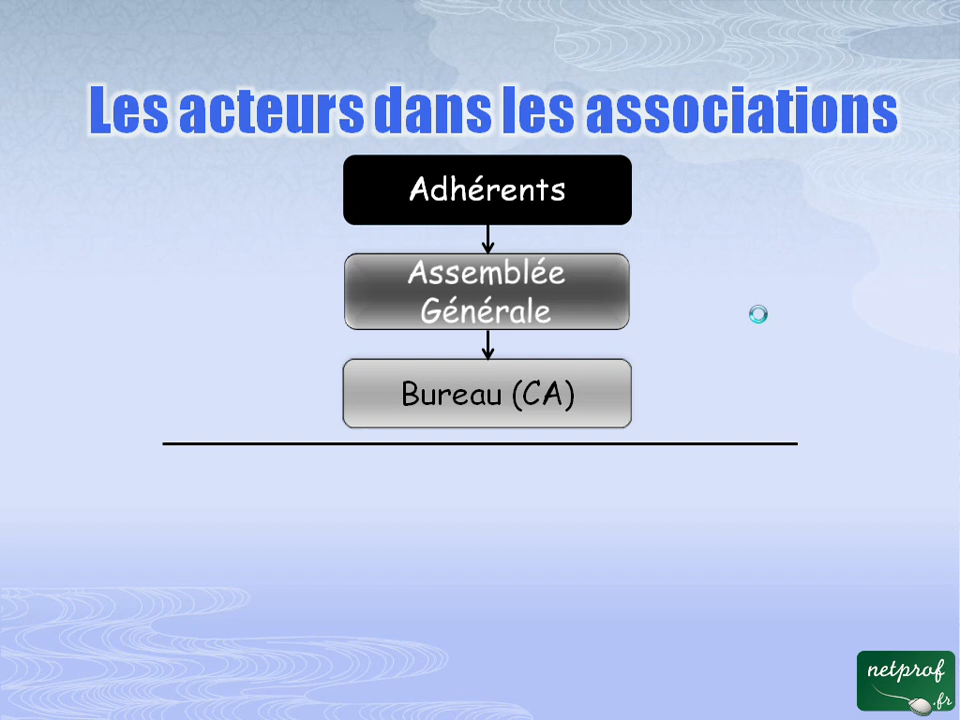 Les acteurs dans les associations
Adhérents
Assemblée
Générale
Bureau (CA)
netprof
.fr